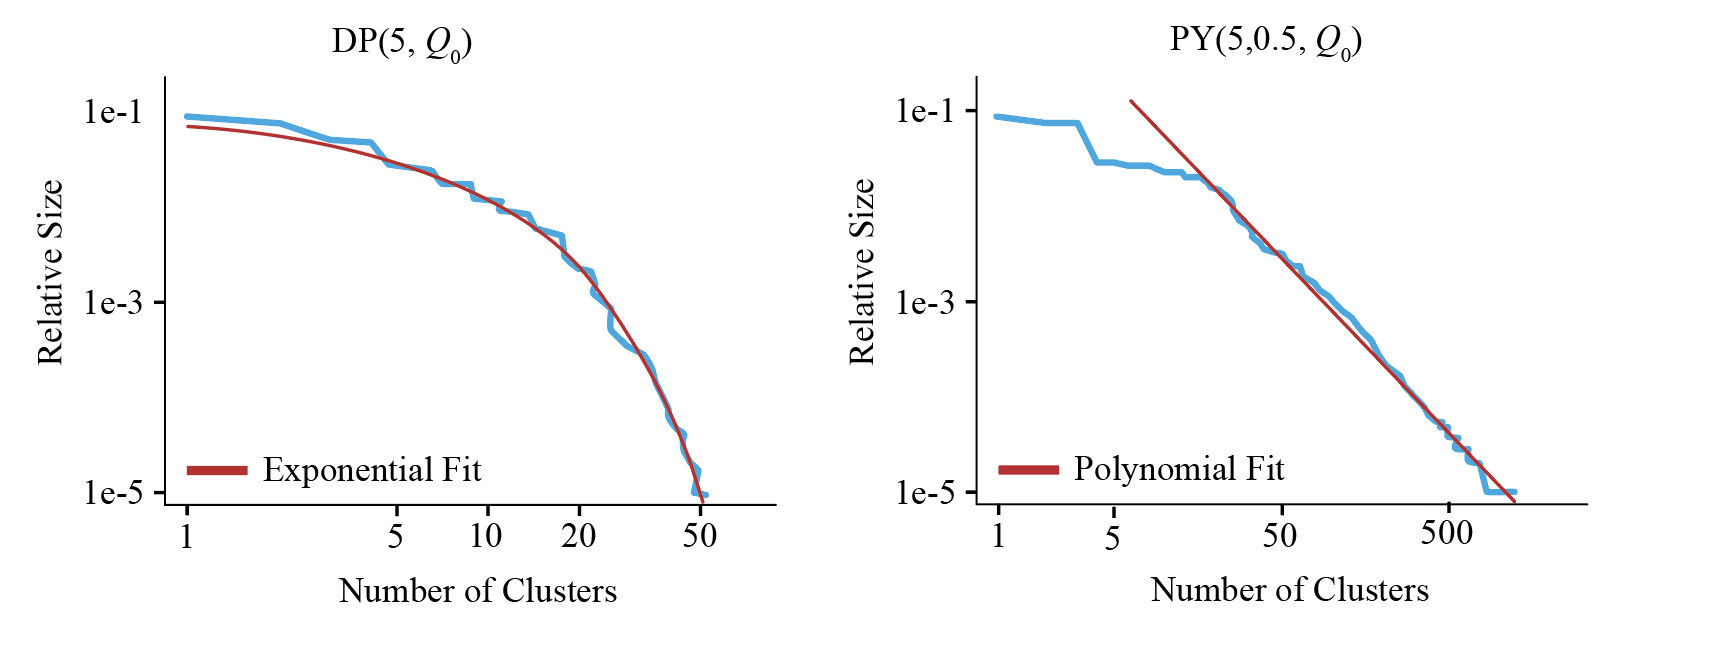 DP(5, Q0)
1e-1
1e-3
1e-5
Relative Size
Exponential Fit
1 5 10 20 50
Number of Clusters
PY(5,0.5, Q0)
1e-1
1e-3
1e-5
Relative Size
Polynomial Fit
1 5 50 500
Number of Clusters